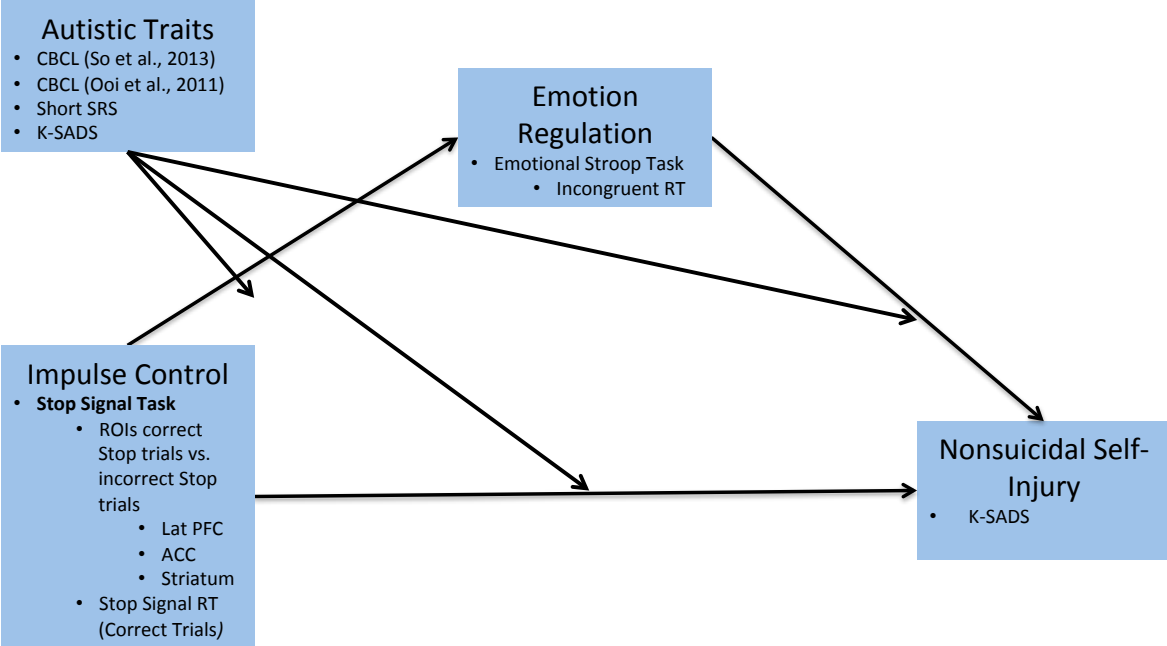 Autistic Traits
• CBCL (So et al., 2013)
• CBCL (Ooi et al., 2011)
• Short SRS
• K-SADS
Emotion
Regulation
• Emotional Stroop Task
• Incongruent RT
Impulse Control
• Stop Signal Task
• ROIs correct
Stop trials vs.
incorrect Stop
trials
• Lat PFC
• ACC
• Striatum
• Stop Signal RT
(Correct Trials)
Nonsuicidal Self-
Injury
• K-SADS